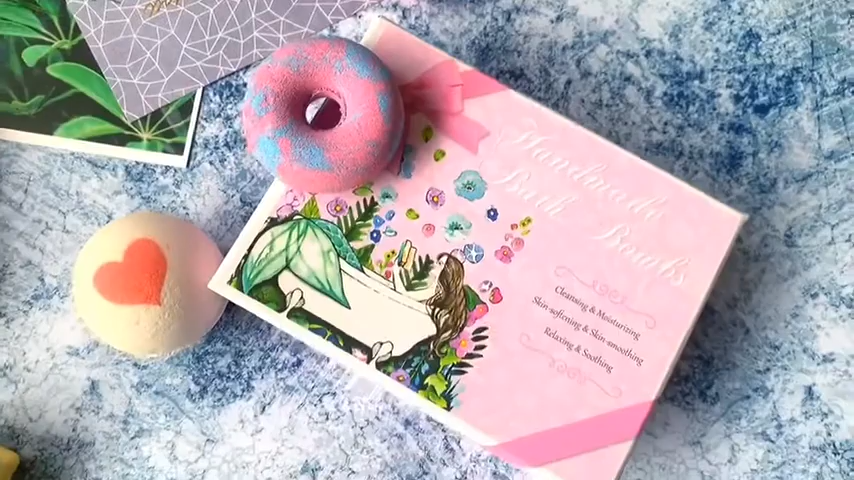 Handmade
Bath Bombs
Cleansing & Moisturizing
Skin-softening & Skin-smoothing
Relaxing & Soothing